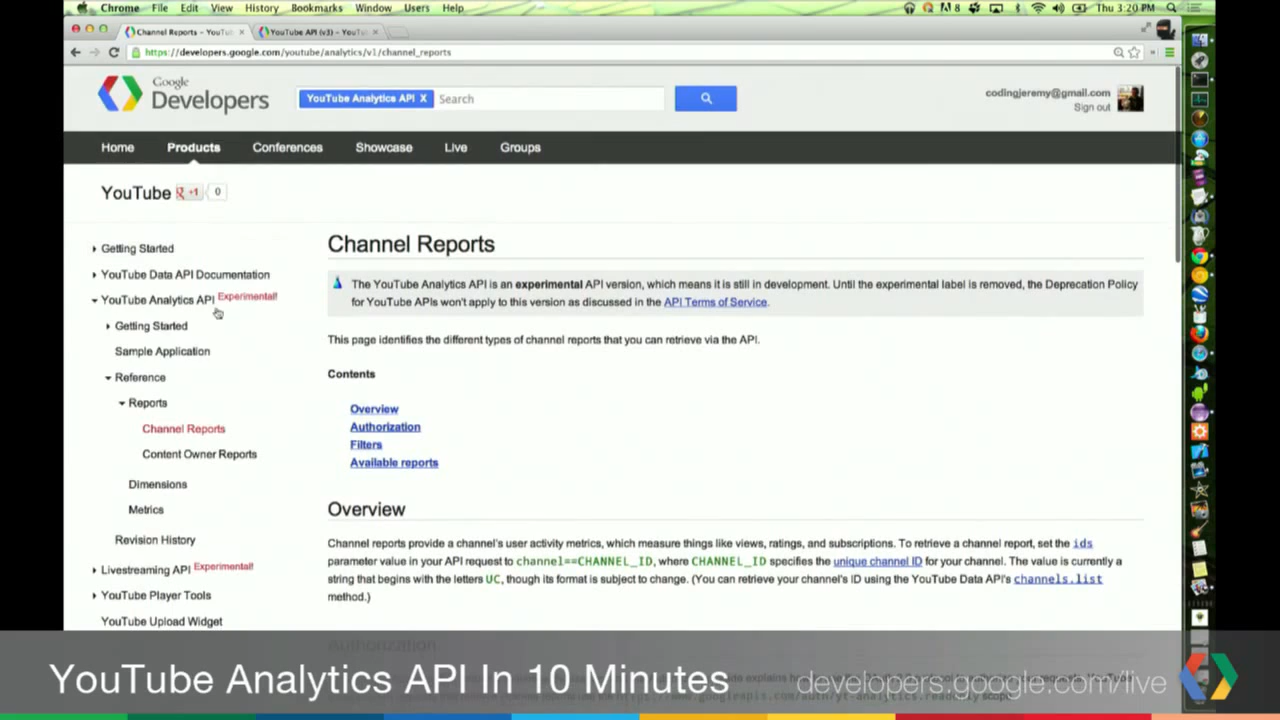 Chrome File Edit View History Bookmarks Window Users Help
8 Thu 3:20 PM
Channel Reports – YouTub × YouTube API (v3) – YouTub ×
https://developers.google.com/youtube/analytics/v1/channel_reports
Google Developers
YouTube Analytics API X Search
codingjeremy@gmail.com
Sign out
Home Products Conferences Showcase Live Groups
YouTube +1 0
Getting Started
YouTube Data API Documentation
YouTube Analytics API Experimental!
Getting Started
Sample Application
Reference
Reports
Channel Reports
Content Owner Reports
Dimensions
Metrics
Revision History
Livestreaming API Experimental!
YouTube Player Tools
YouTube Upload Widget
Channel Reports
The YouTube Analytics API is an experimental API version, which means it is still in development. Until the experimental label is removed, the Deprecation Policy
for YouTube APIs won't apply to this version as discussed in the API Terms of Service.
This page identifies the different types of channel reports that you can retrieve via the API.
Contents
Overview
Authorization
Filters
Available reports
Overview
Channel reports provide a channel's user activity metrics, which measure things like views, ratings, and subscriptions. To retrieve a channel report, set the ids
parameter value in your API request to channel==CHANNEL_ID, where CHANNEL_ID specifies the unique channel ID for your channel. The value is currently a
string that begins with the letters UC, though its format is subject to change. (You can retrieve your channel's ID using the YouTube Data API's channels.list
method.)
Authorization
YouTube Analytics API In 10 Minutes
developers.google.com/live